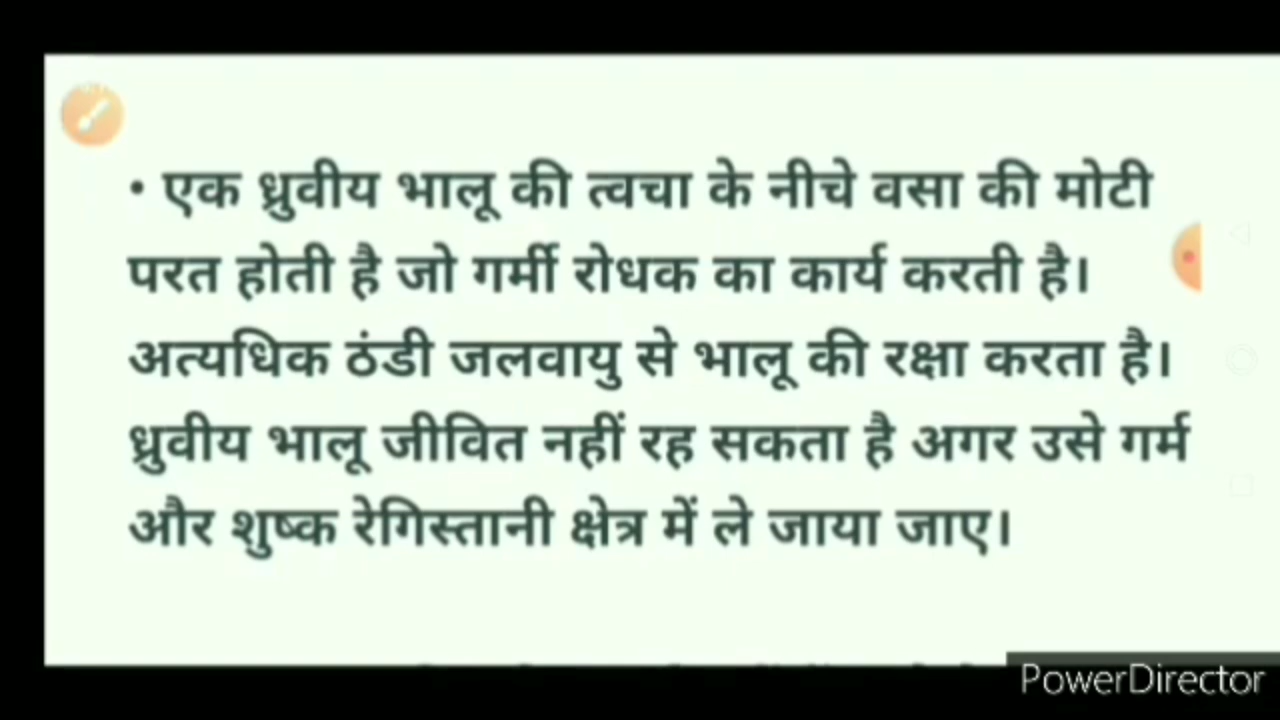 • एक ध्रुवीय भालू की त्वचा के नीचे वसा की मोटी
परत होती है जो गर्मी रोधक का कार्य करती है।
अत्यधिक ठंडी जलवायु से भालू की रक्षा करता है।
ध्रुवीय भालू जीवित नहीं रह सकता है अगर उसे गर्म
और शुष्क रेगिस्तानी क्षेत्र में ले जाया जाए।
PowerDirector